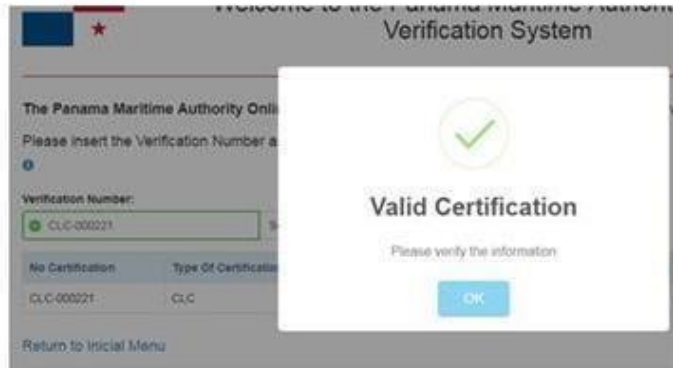 Welcome to the Panama Maritime Authorit
Verification System
The Panama Maritime Authority Onli
Please insert the Verification Number a
Verification Number:
CLC-000221
No Certification Type Of Certification
CLC-000221 CLC
Return to Inicial Menu
Valid Certification
Please verify the information
OK